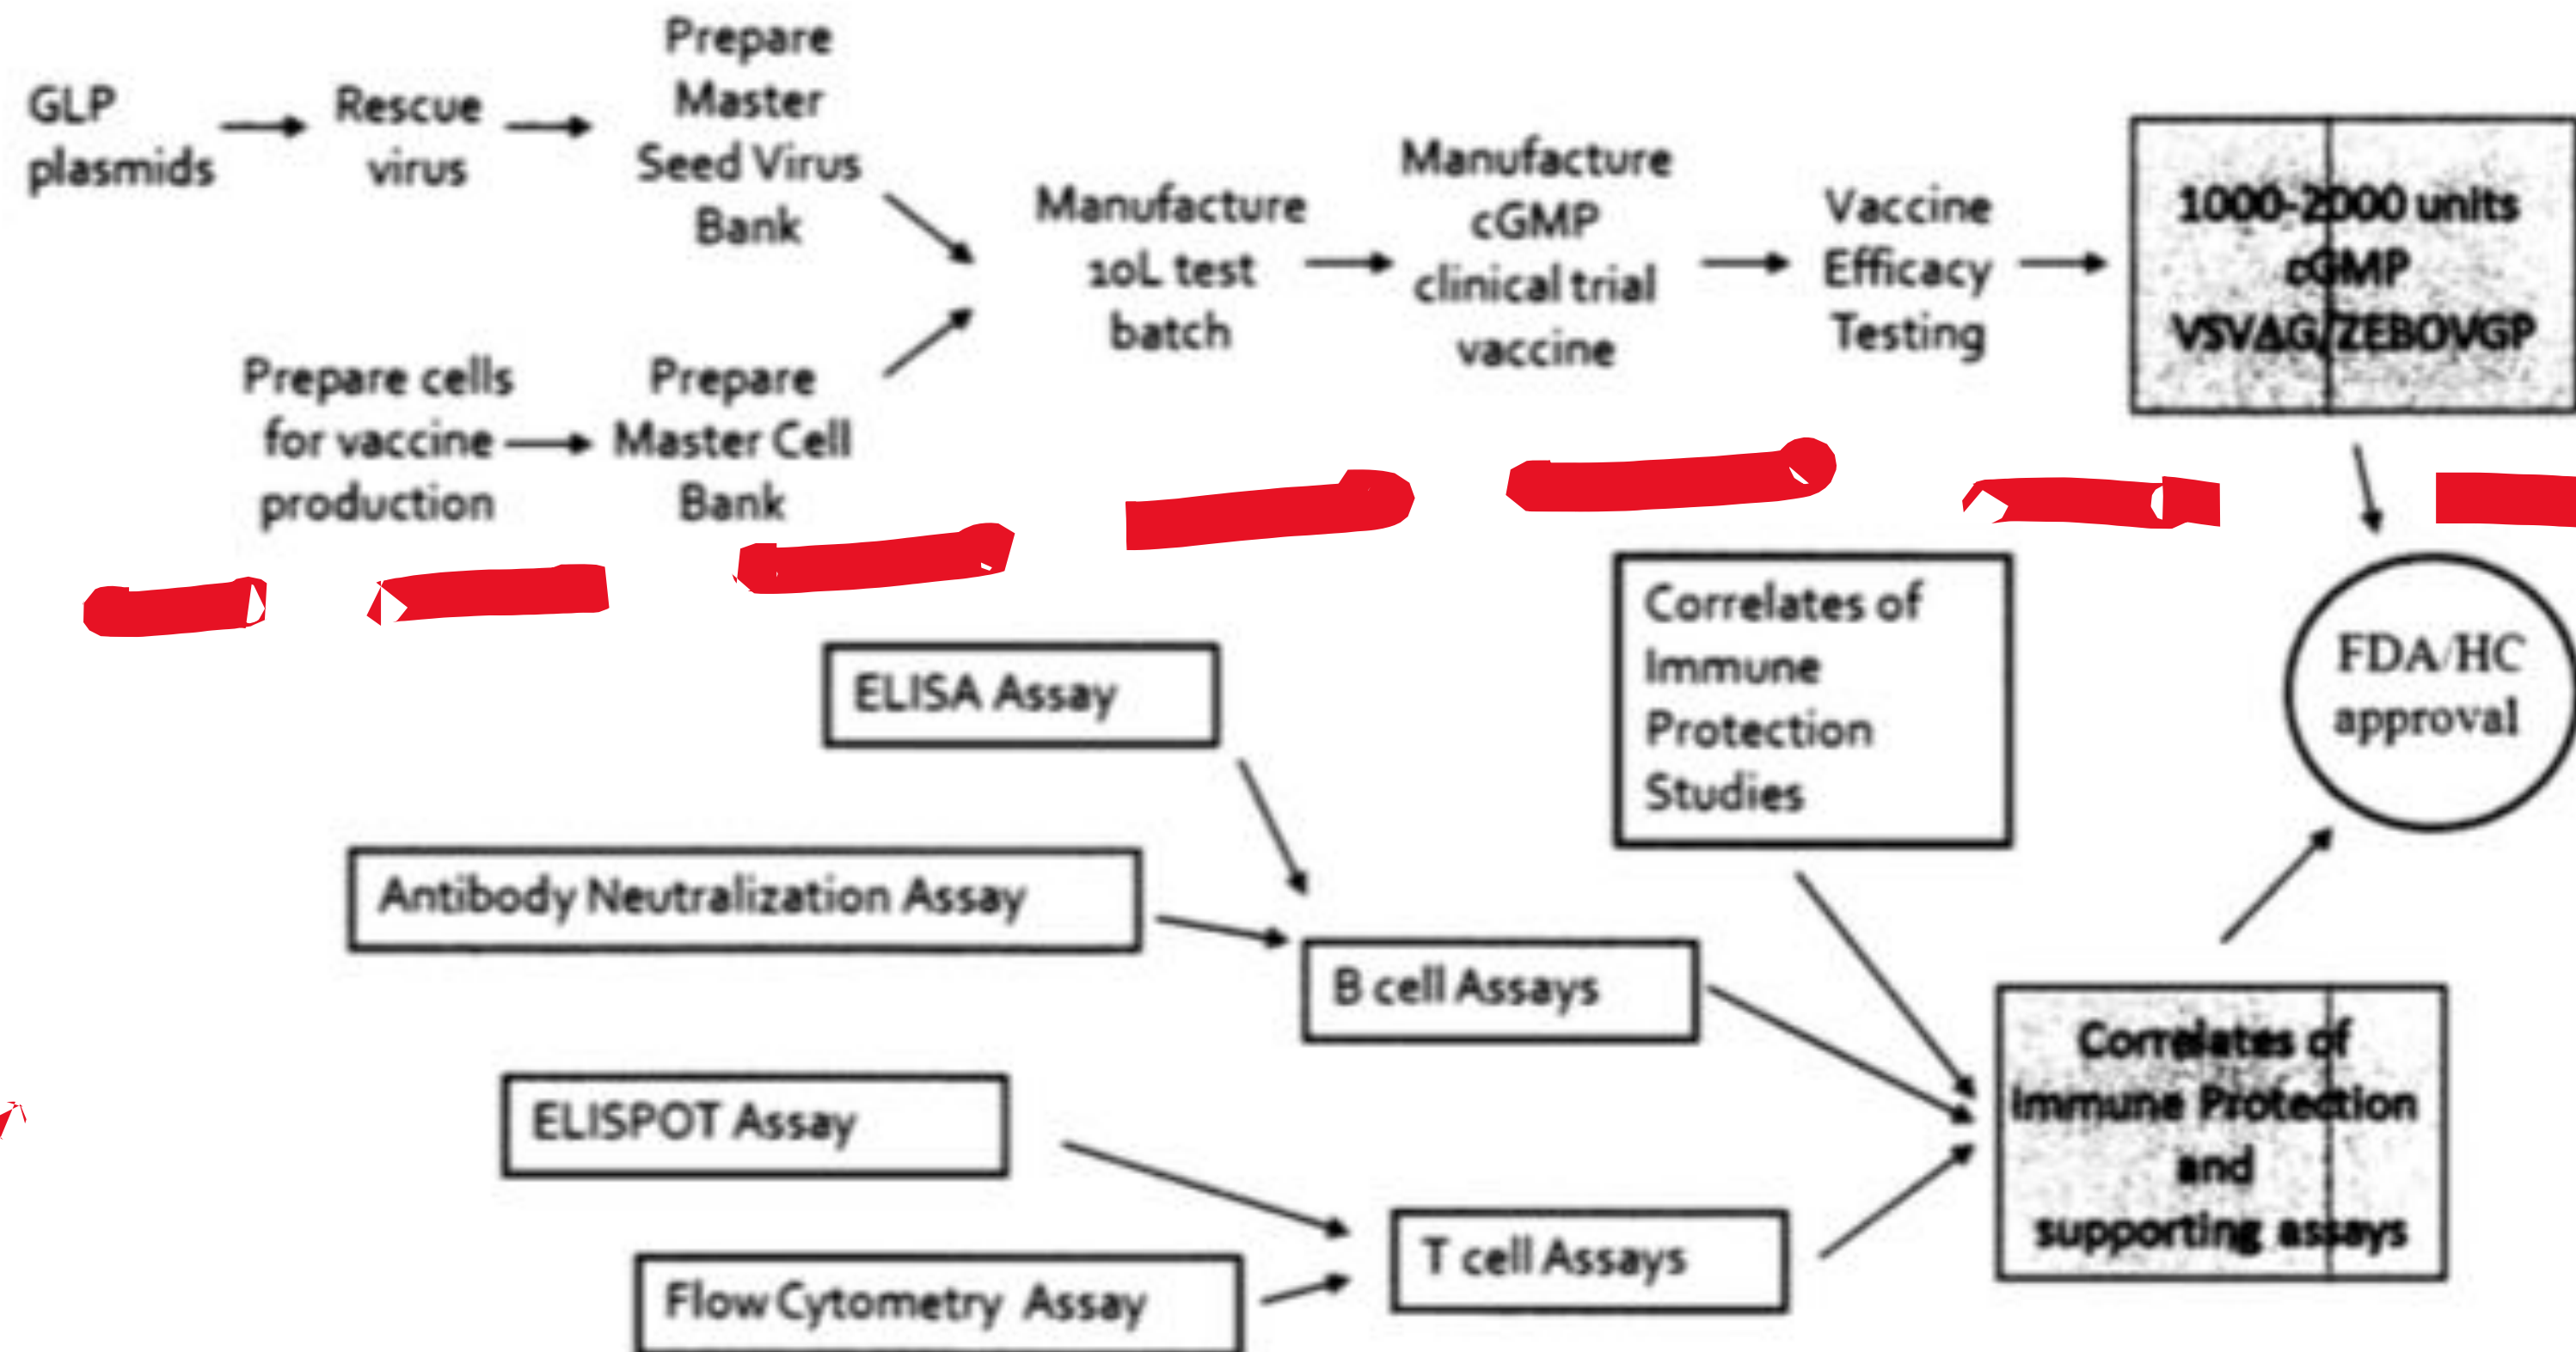 GLP
plasmids
Rescue
virus
Prepare
Master
Seed Virus
Bank
Prepare cells
for vaccine
production
Prepare
Master Cell
Bank
Manufacture
10L test
batch
Manufacture
cGMP
clinical trial
vaccine
Vaccine
Efficacy
Testing
1000-2000 units
cGMP
VSVΔG/ZEBOVGP
FDA/HC
approval
ELISA Assay
Correlates of
Immune
Protection
Studies
Antibody Neutralization Assay
B cell Assays
ELISPOT Assay
Flow Cytometry Assay
T cell Assays
Correlates of
Immune Protection
and
supporting assays